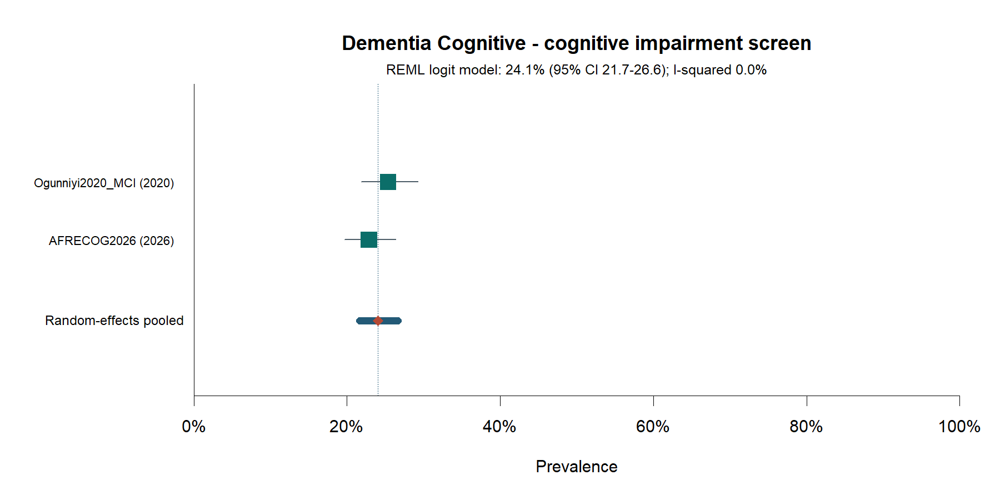 Dementia Cognitive - cognitive impairment screen
REML logit model: 24.1% (95% CI 21.7-26.6); I-squared 0.0%
Ogunniyi2020_MCI (2020)
AFRECOG2026 (2026)
Random-effects pooled
0% 20% 40% 60% 80% 100%
Prevalence